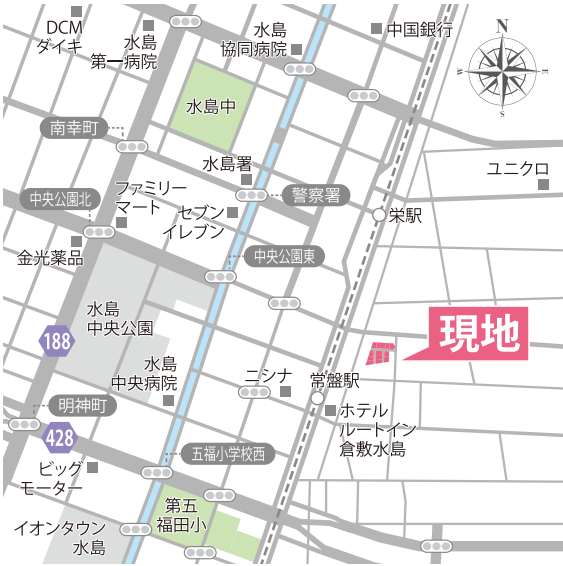 DCM
ダイキ
水島
第一病院
水島
協同病院
中国銀行
N
W
E
S
水島中
南幸町
水島署
ユニクロ
中央公園北
ファミリー
マート
セブン
イレブン
警察署
栄駅
金光薬品
中央公園東
水島
中央公園
現地
188
水島
中央病院
ニシナ
常盤駅
明神町
428
ホテル
ルートイン
倉敷水島
ビッグ
モーター
五福小学校西
第五
福田小
イオンタウン
水島